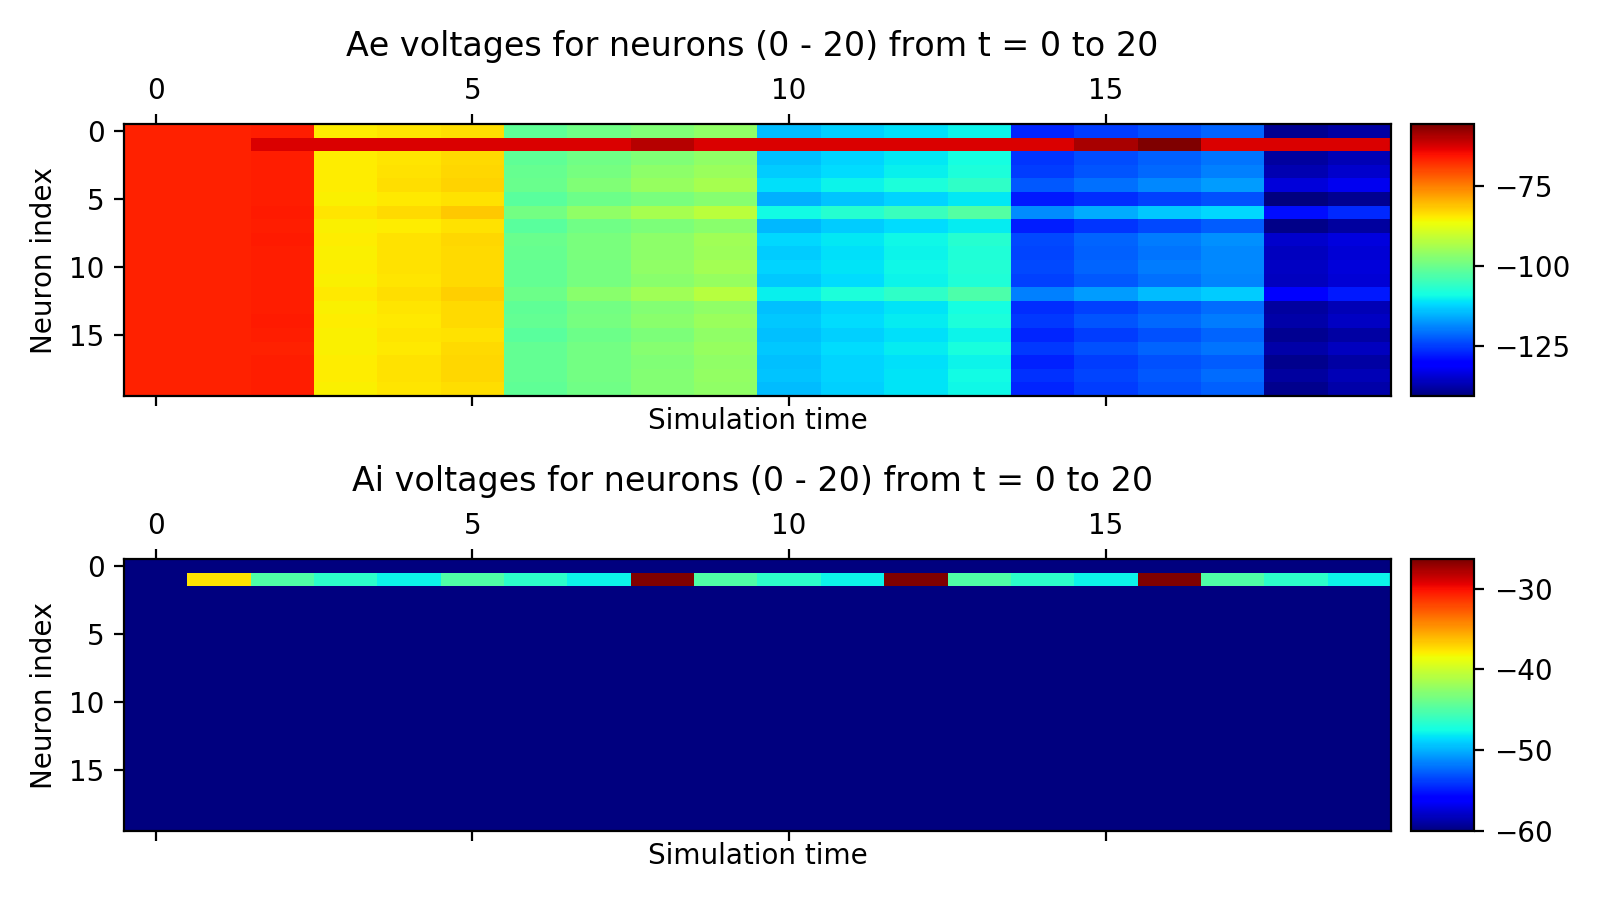 Ae voltages for neurons (0 - 20) from t = 0 to 20
0 5 10 15
0
5
10
15
Neuron index
Simulation time
−75
−100
−125
Ai voltages for neurons (0 - 20) from t = 0 to 20
0 5 10 15
0
5
10
15
Neuron index
Simulation time
−30
−40
−50
−60